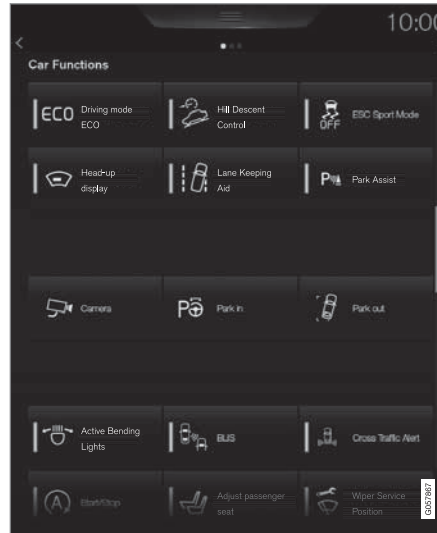 10:00
Car Functions
ECO Driving mode
ECO
Hill Descent
Control
OFF ESC Sport Mode
Head-up
display
Lane Keeping
Aid
P Park Assist
Camera
P Park in
Park out
Active Bending
Lights
BLIS
Cross Traffic Alert
A Start/Stop
Adjust passenger
seat
Wiper Service
Position
G057867